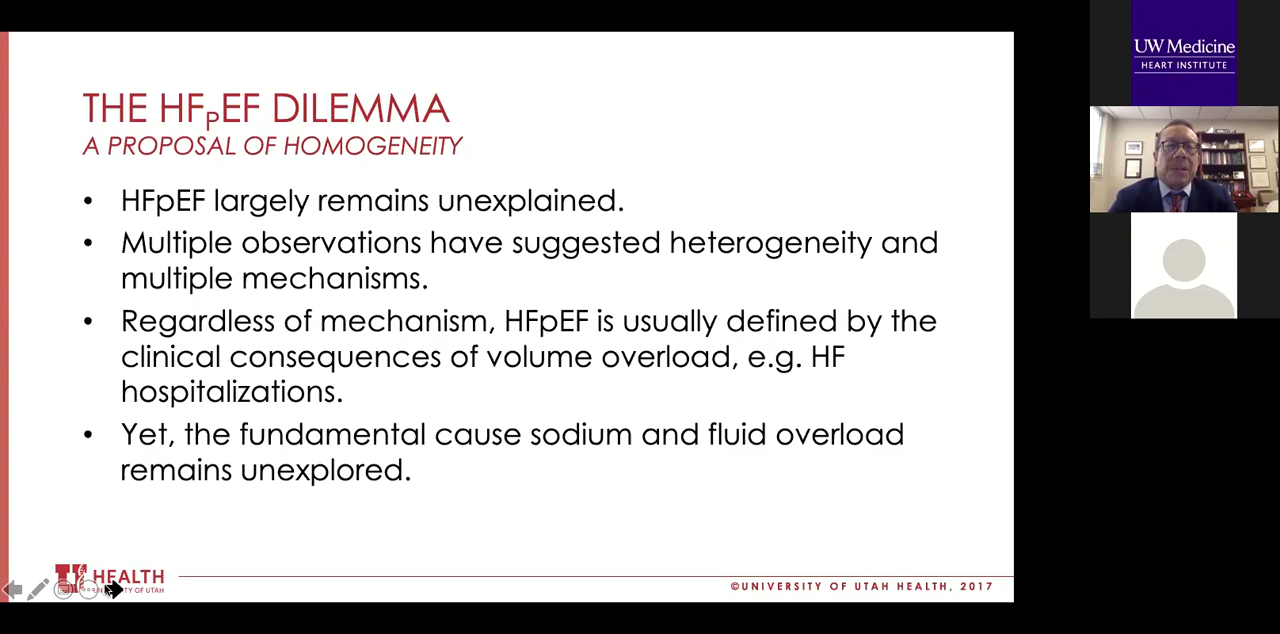 THE HFPEF DILEMMA
A PROPOSAL OF HOMOGENEITY
• HFpEF largely remains unexplained.
• Multiple observations have suggested heterogeneity and
multiple mechanisms.
• Regardless of mechanism, HFpEF is usually defined by the
clinical consequences of volume overload, e.g. HF
hospitalizations.
• Yet, the fundamental cause sodium and fluid overload
remains unexplored.
HEALTH
OF UTAH
©UNIVERSITY OF UTAH HEALTH, 2017
UW Medicine
HEART INSTITUTE